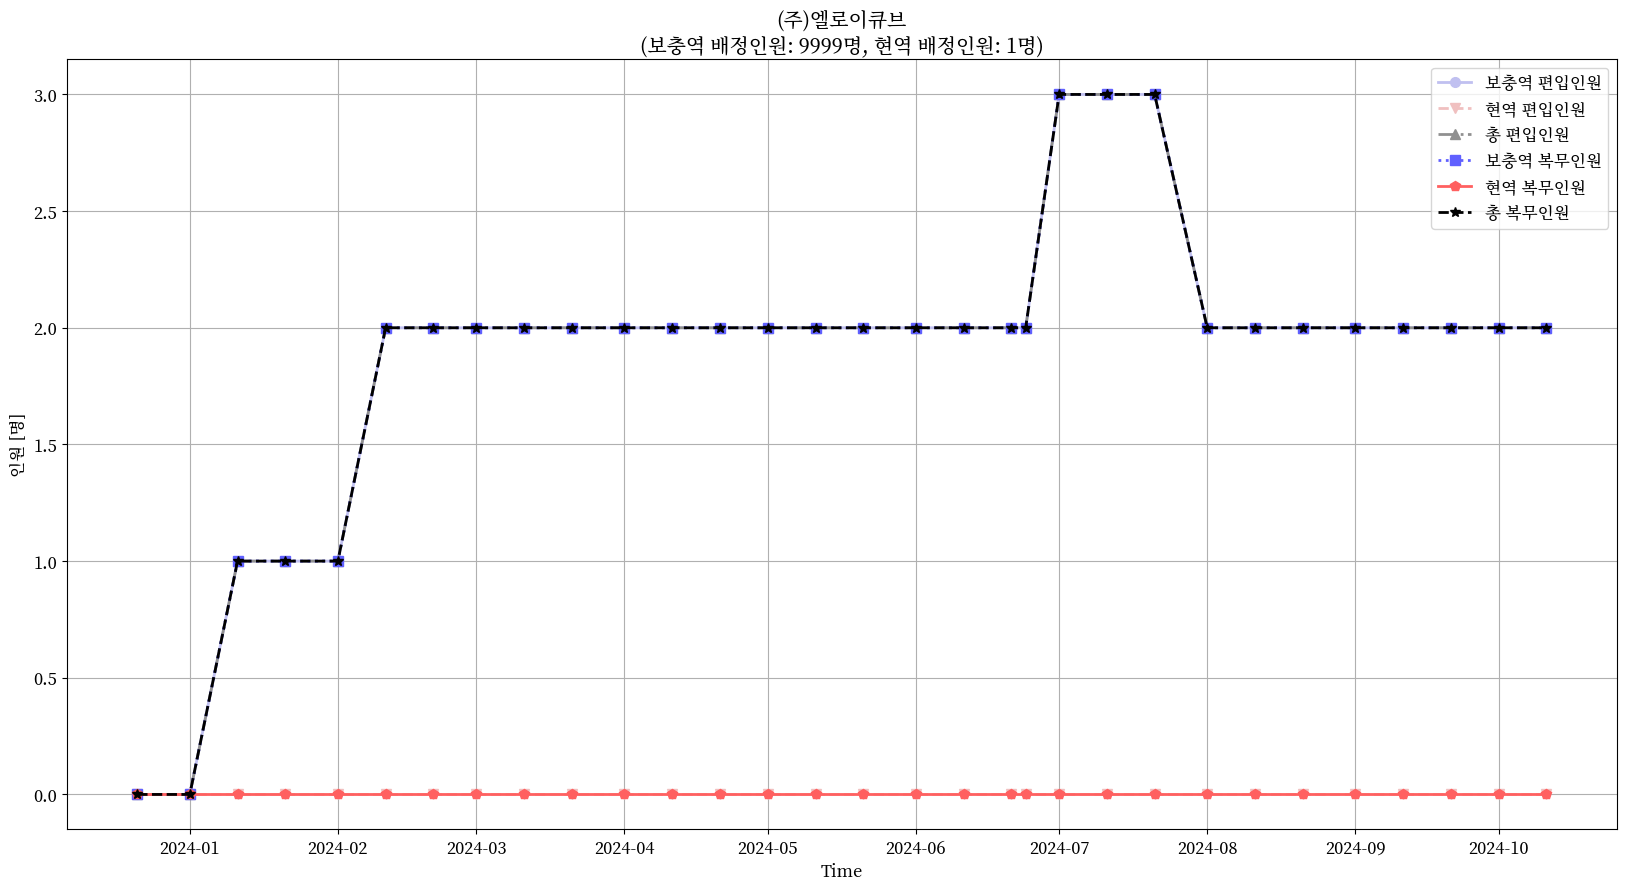 (주)엘로이큐브
(보충역 배정인원: 9999명, 현역 배정인원: 1명)
보충역 편입인원
현역 편입인원
총 편입인원
보충역 복무인원
현역 복무인원
총 복무인원
인원 [명]
3.0
2.5
2.0
1.5
1.0
0.5
0.0
2024-01
2024-02
2024-03
2024-04
2024-05
2024-06
2024-07
2024-08
2024-09
2024-10
Time